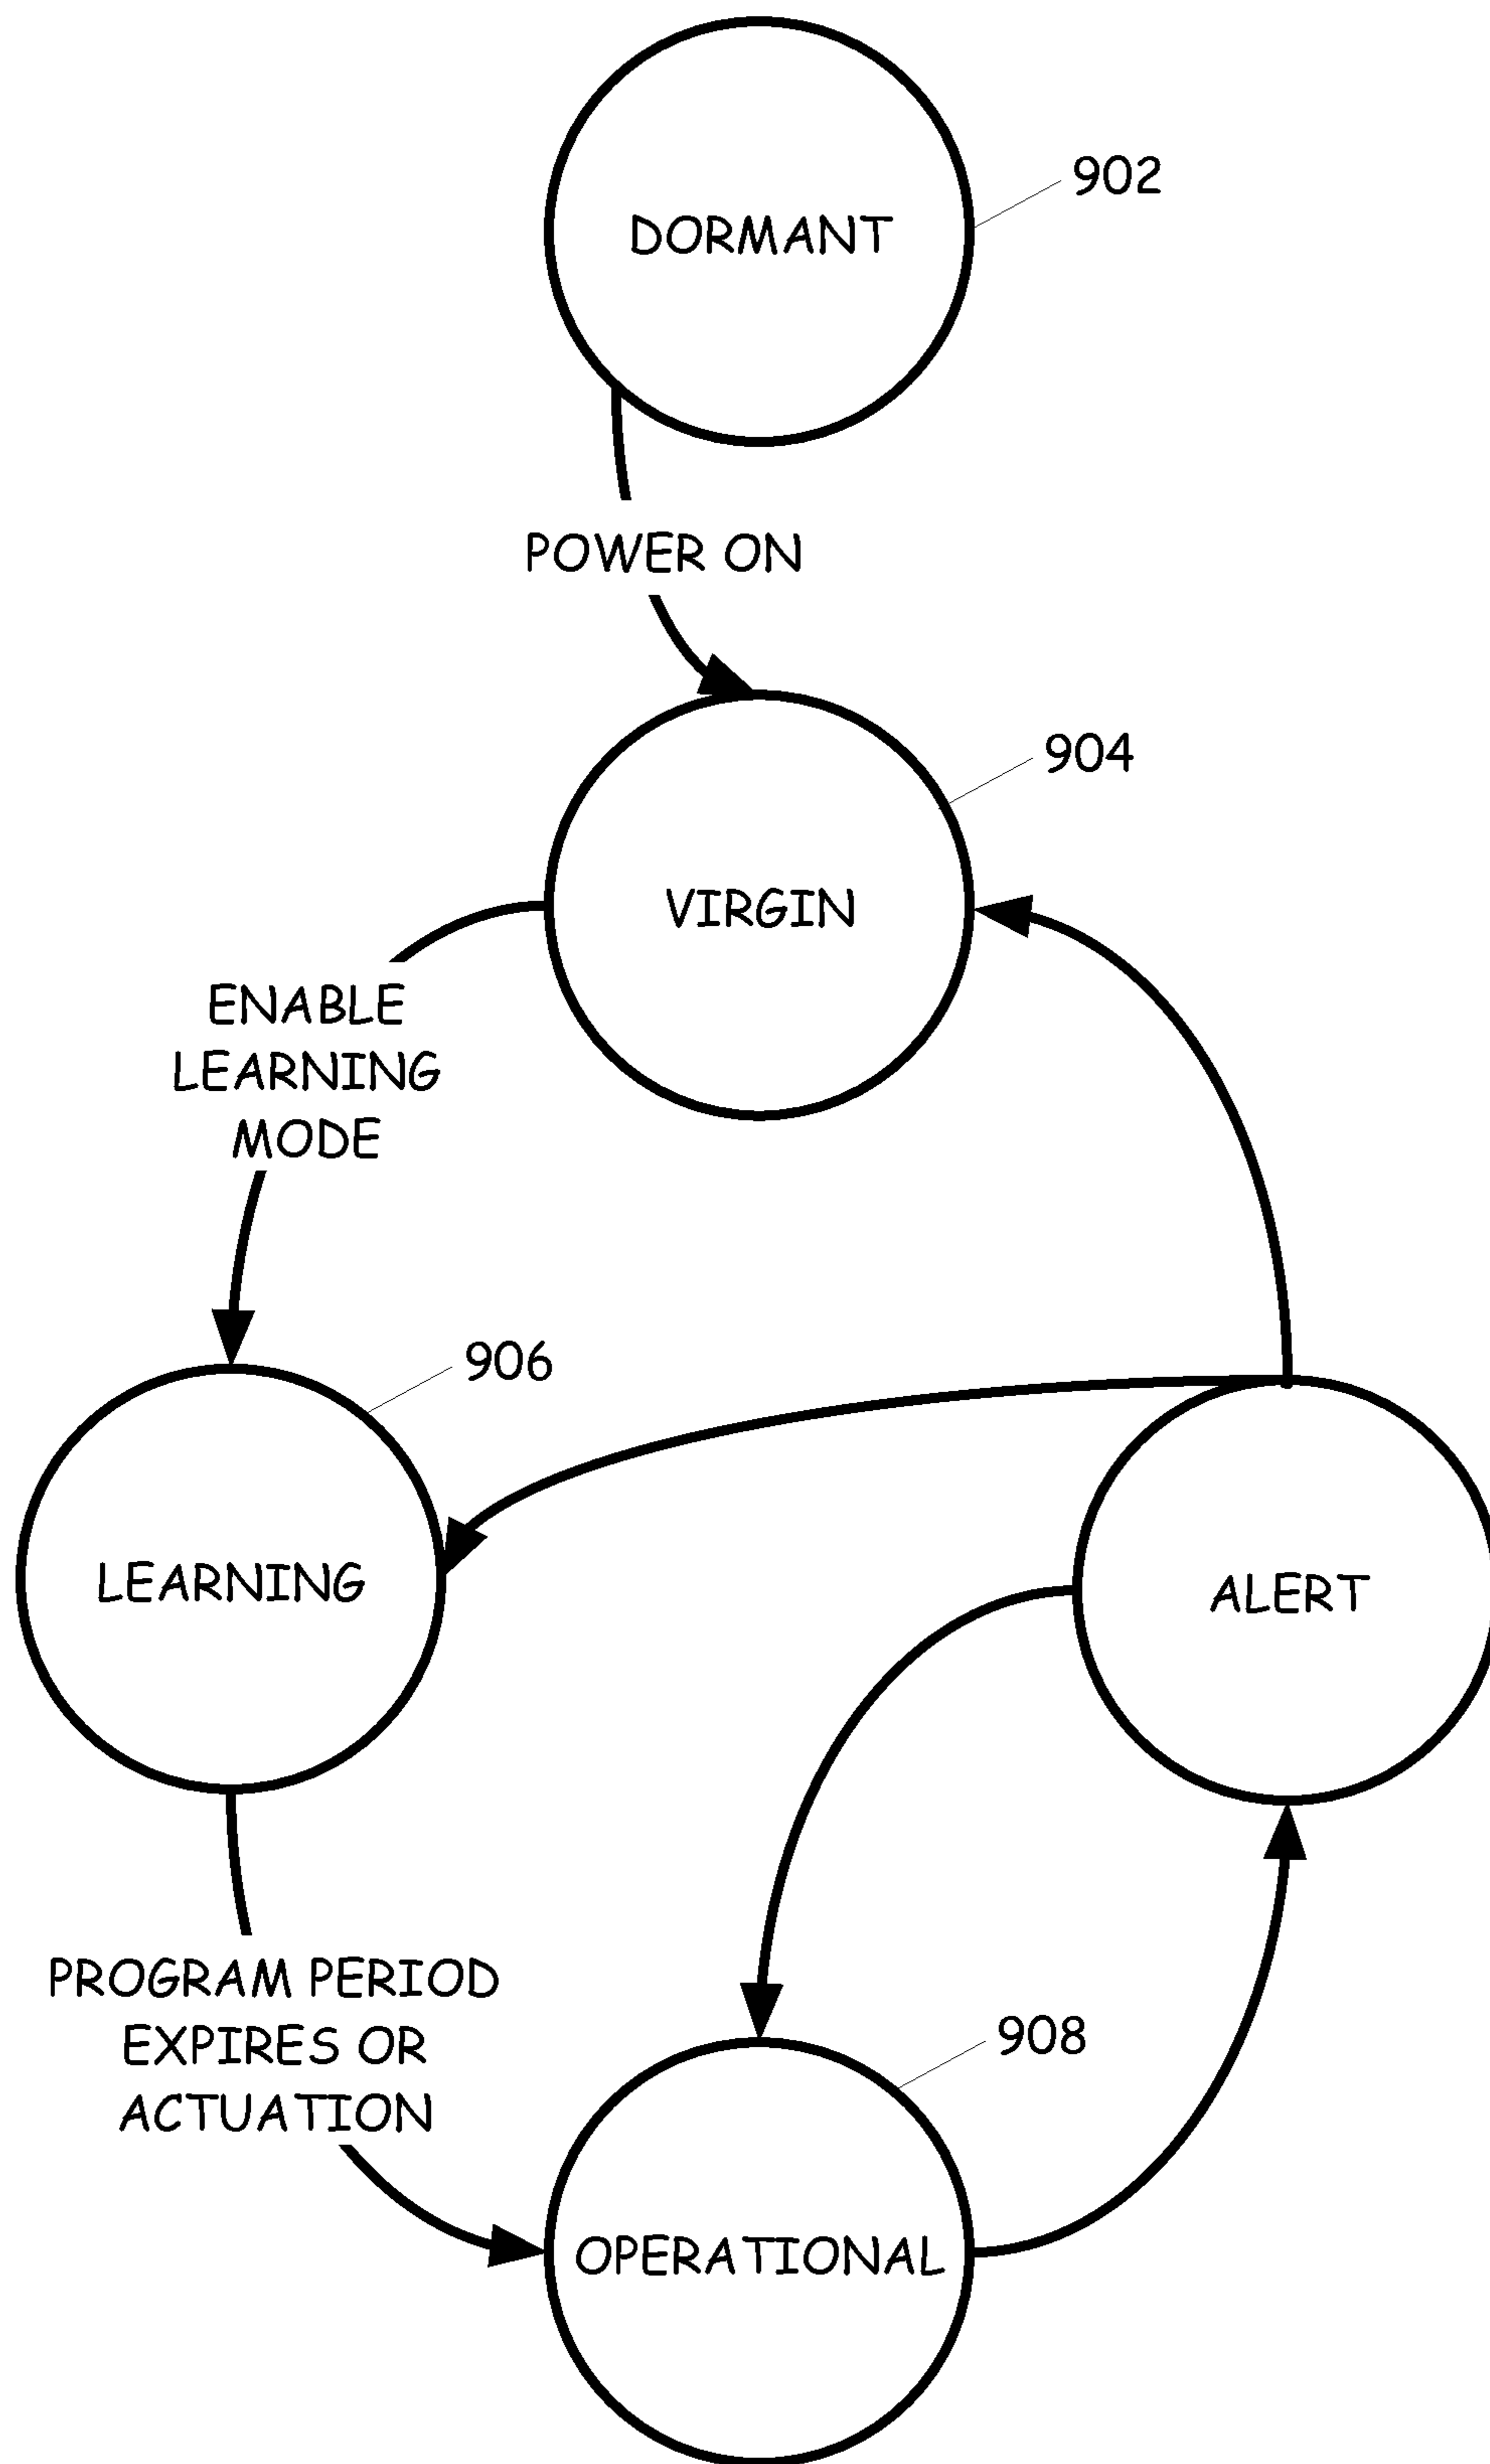 DORMANT
902
POWER ON
904
VIRGIN
ENABLE
LEARNING
MODE
906
LEARNING
ALERT
PROGRAM PERIOD
EXPIRES OR
ACTUATION
908
OPERATIONAL